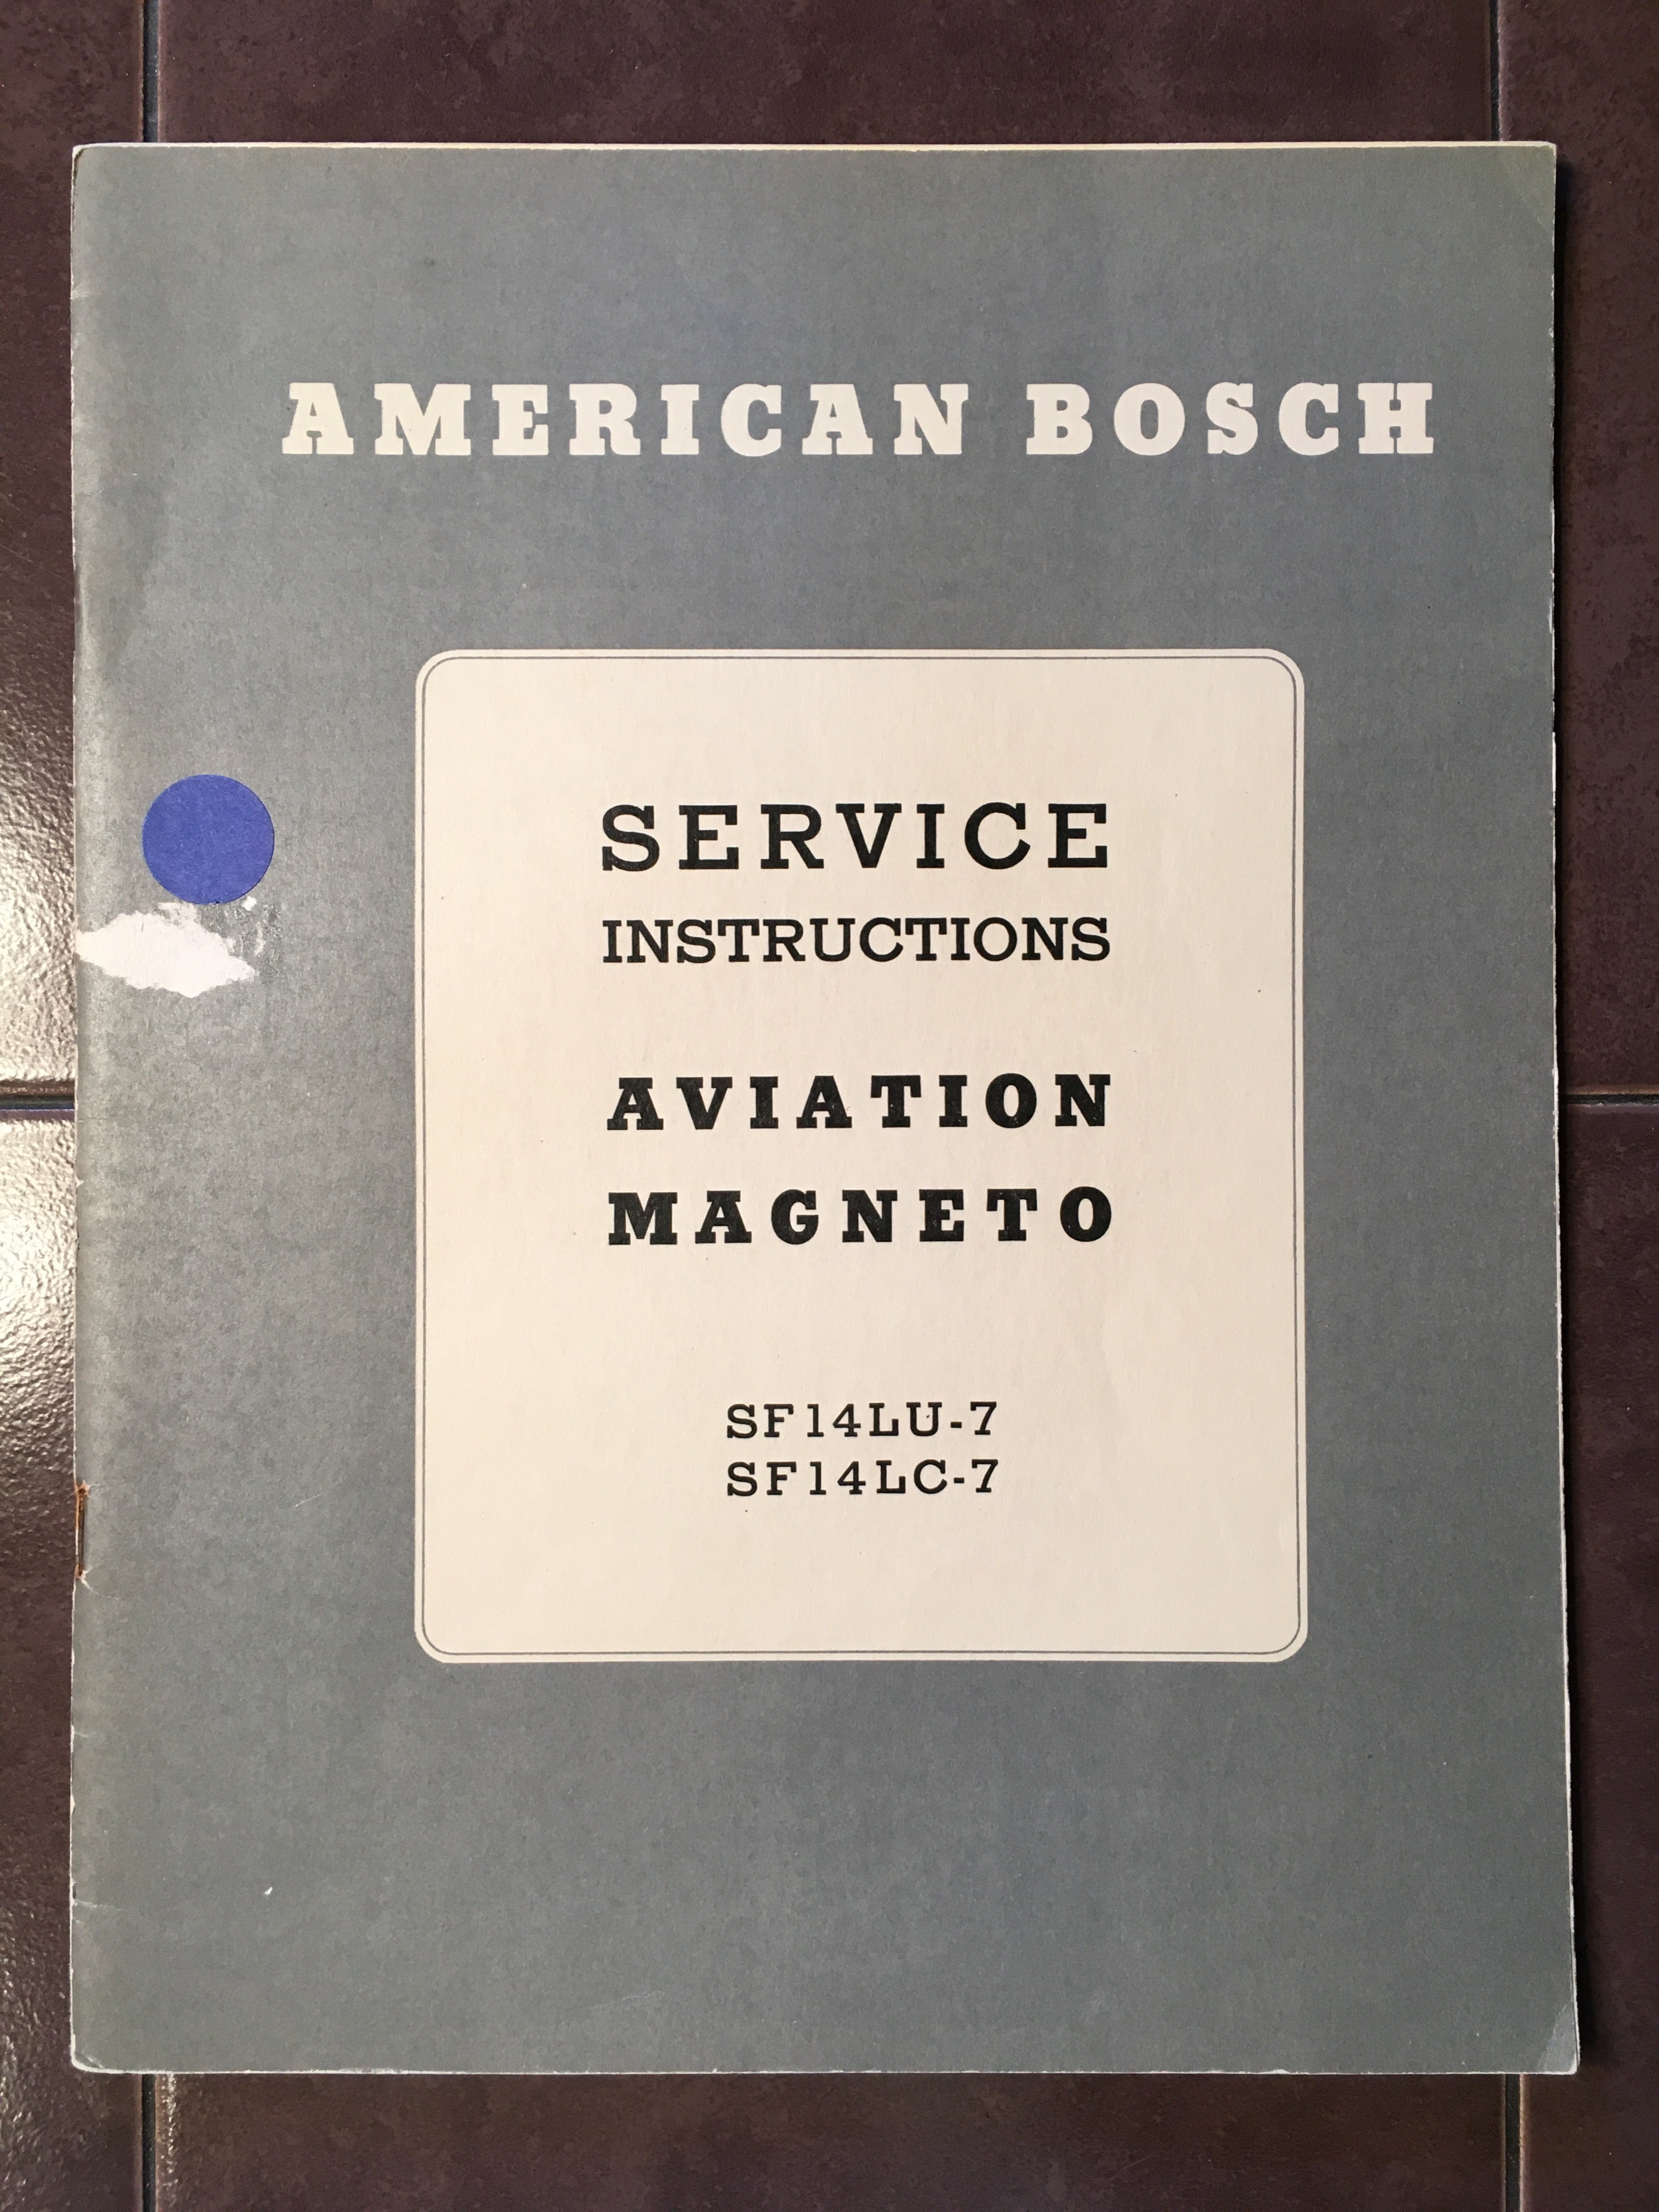 AMERICAN BOSCH
SERVICE
INSTRUCTIONS
AVIATION
MAGNETO
SF14LU-7
SF14LC-7